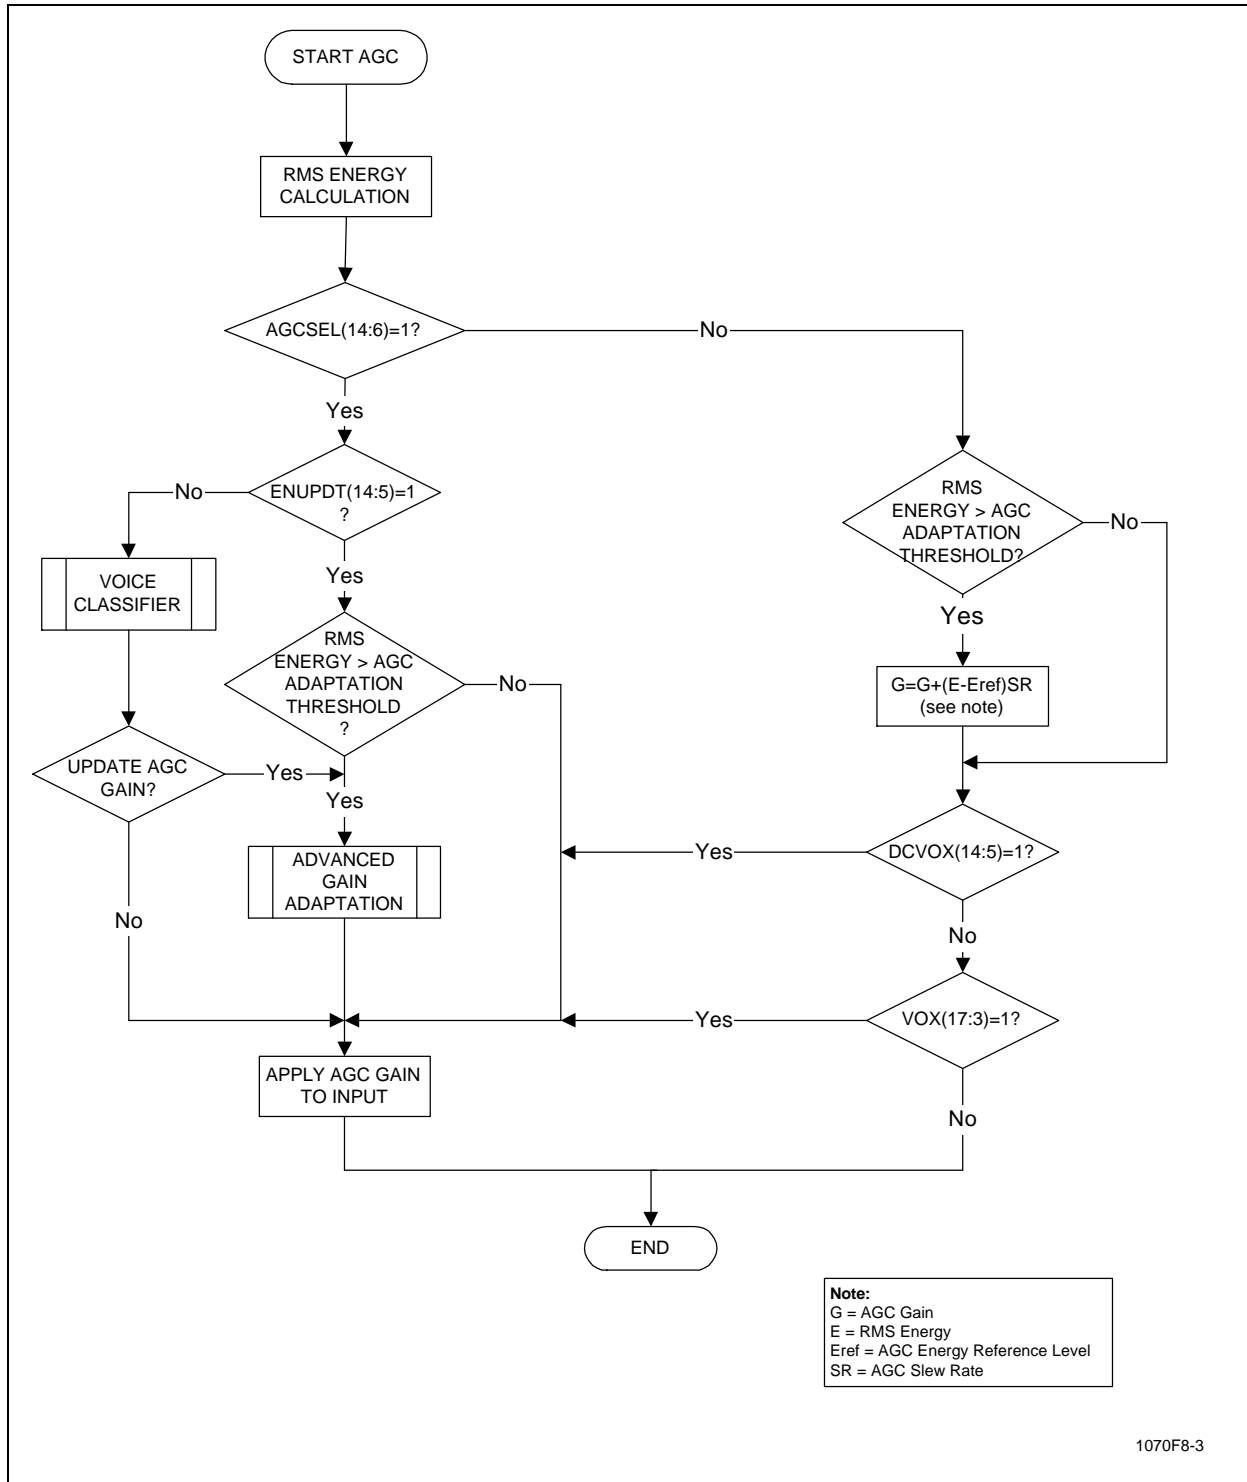 START AGC
RMS ENERGY
CALCULATION
AGCSEL(14:6)=1?
No
Yes
No
ENUPDT(14:5)=1
?
RMS
ENERGY > AGC
ADAPTATION
THRESHOLD?
No
VOICE
CLASSIFIER
Yes
Yes
RMS
ENERGY > AGC
ADAPTATION
THRESHOLD
?
No
G=G+(E-Eref)SR
(see note)
UPDATE AGC
GAIN?
Yes
Yes
ADVANCED
GAIN
ADAPTATION
Yes
DCVOX(14:5)=1?
No
No
Yes
VOX(17:3)=1?
APPLY AGC GAIN
TO INPUT
No
END
Note:
G = AGC Gain
E = RMS Energy
Eref = AGC Energy Reference Level
SR = AGC Slew Rate
1070F8-3